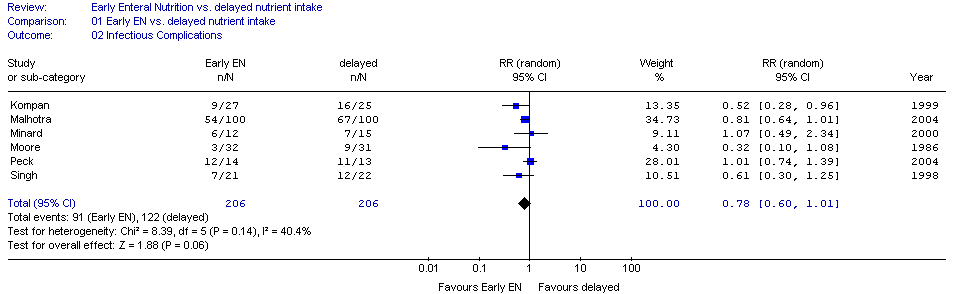 Review: Early Enteral Nutrition vs. delayed nutrient intake
Comparison: 01 Early EN vs. delayed nutrient intake
Outcome: 02 Infectious Complications
Study Early EN delayed RR (random) Weight RR (random)
or sub-category n/N n/N 95% CI % 95% CI Year
Kompan 9/27 16/25 13.35 0.52 [0.28, 0.96] 1999
Malhotra 54/100 67/100 34.73 0.81 [0.64, 1.01] 2004
Minard 6/12 7/15 9.11 1.07 [0.49, 2.34] 2000
Moore 3/32 9/31 4.30 0.32 [0.10, 1.08] 1986
Peck 12/14 11/13 28.01 1.01 [0.74, 1.39] 2004
Singh 7/21 12/22 10.51 0.61 [0.30, 1.25] 1998
Total (95% CI) 206 206 100.00 0.78 [0.60, 1.01]
Total events: 91 (Early EN), 122 (delayed)
Test for heterogeneity: Chi² = 8.39, df = 5 (P = 0.14), I² = 40.4%
Test for overall effect: Z = 1.88 (P = 0.06)
0.01 0.1 1 10 100
Favours Early EN Favours delayed